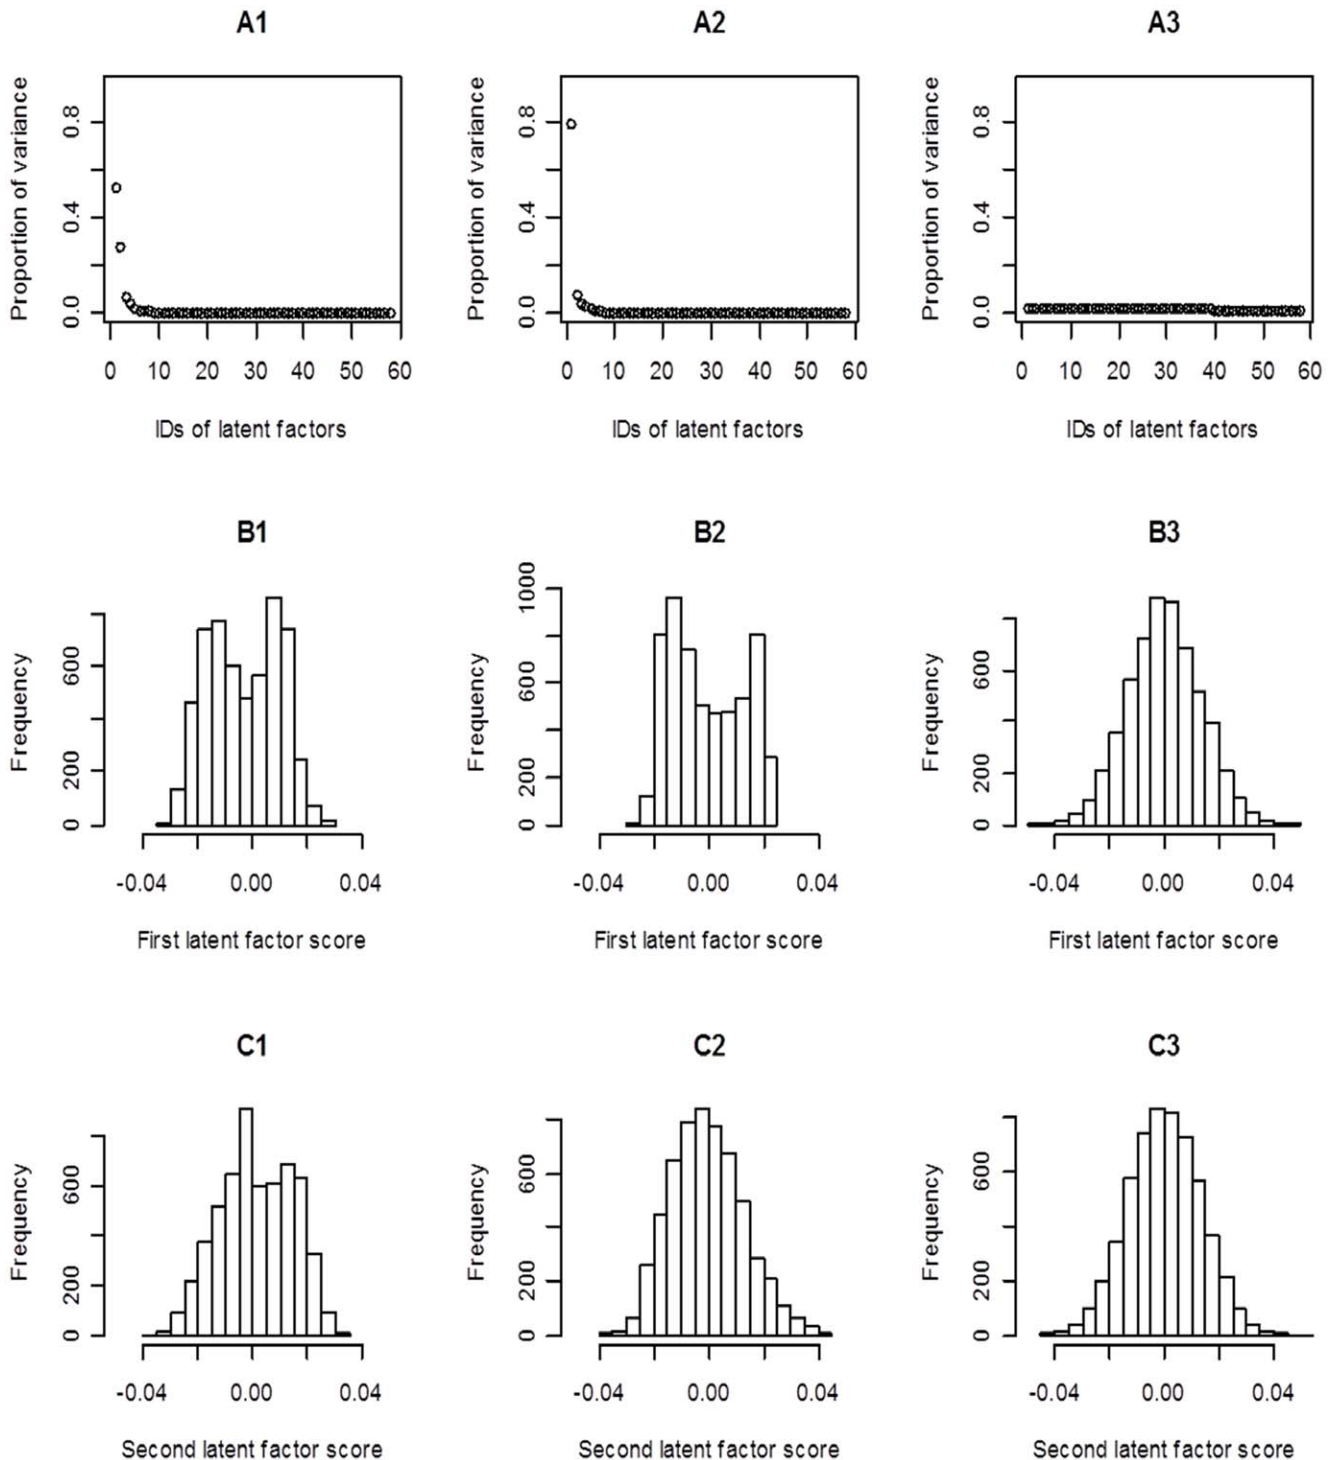 A1
A2
A3
Proportion of variance
0.0 0.4 0.8
0 10 20 30 40 50 60
IDs of latent factors
Proportion of variance
0.0 0.4 0.8
0 10 20 30 40 50 60
IDs of latent factors
Proportion of variance
0.0 0.4 0.8
0 10 20 30 40 50 60
IDs of latent factors
B1
B2
B3
Frequency
0 200 600
-0.04 0.00 0.04
First latent factor score
Frequency
0 200 600 1000
-0.04 0.00 0.04
First latent factor score
Frequency
0 200 600
-0.04 0.00 0.04
First latent factor score
C1
C2
C3
Frequency
0 200 600
-0.04 0.00 0.04
Second latent factor score
Frequency
0 200 600
-0.04 0.00 0.04
Second latent factor score
Frequency
0 200 600
-0.04 0.00 0.04
Second latent factor score